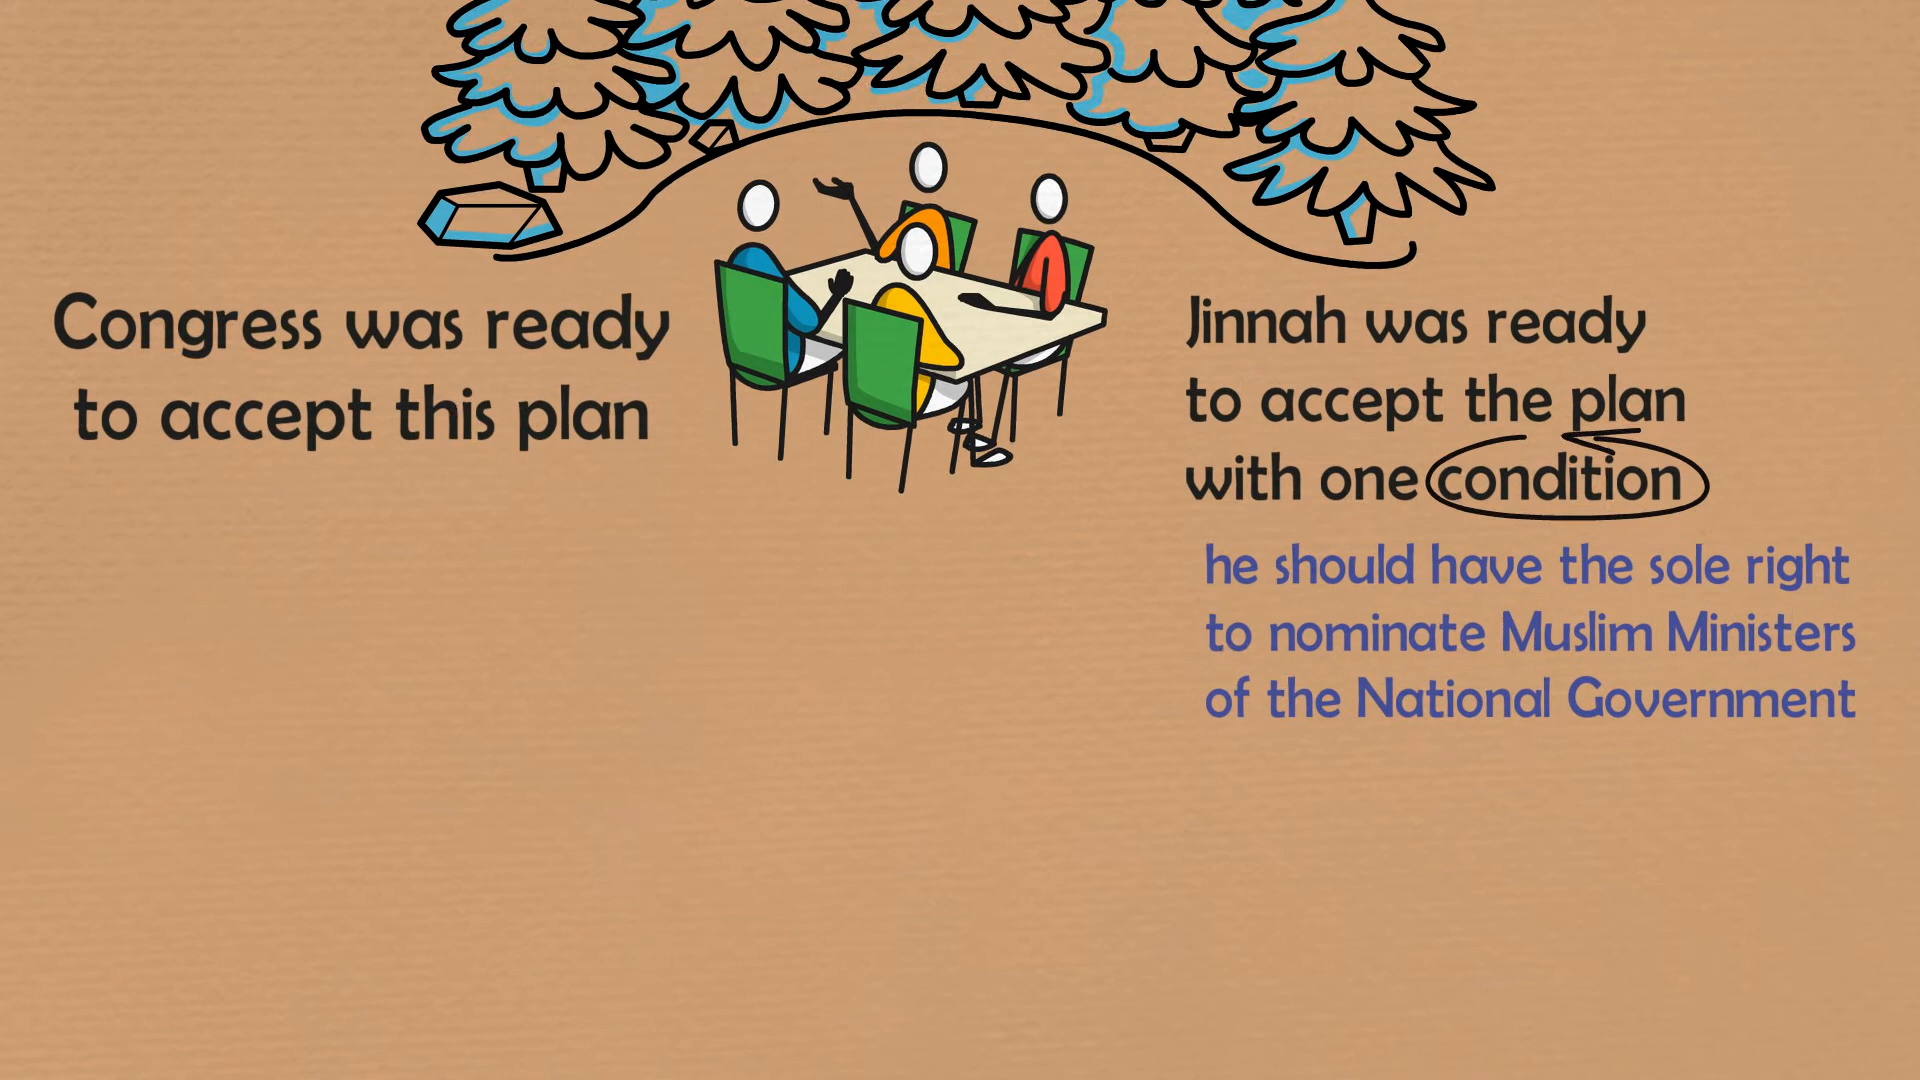 Congress was ready
to accept this plan
Jinnah was ready
to accept the plan
with one condition
he should have the sole right
to nominate Muslim Ministers
of the National Government